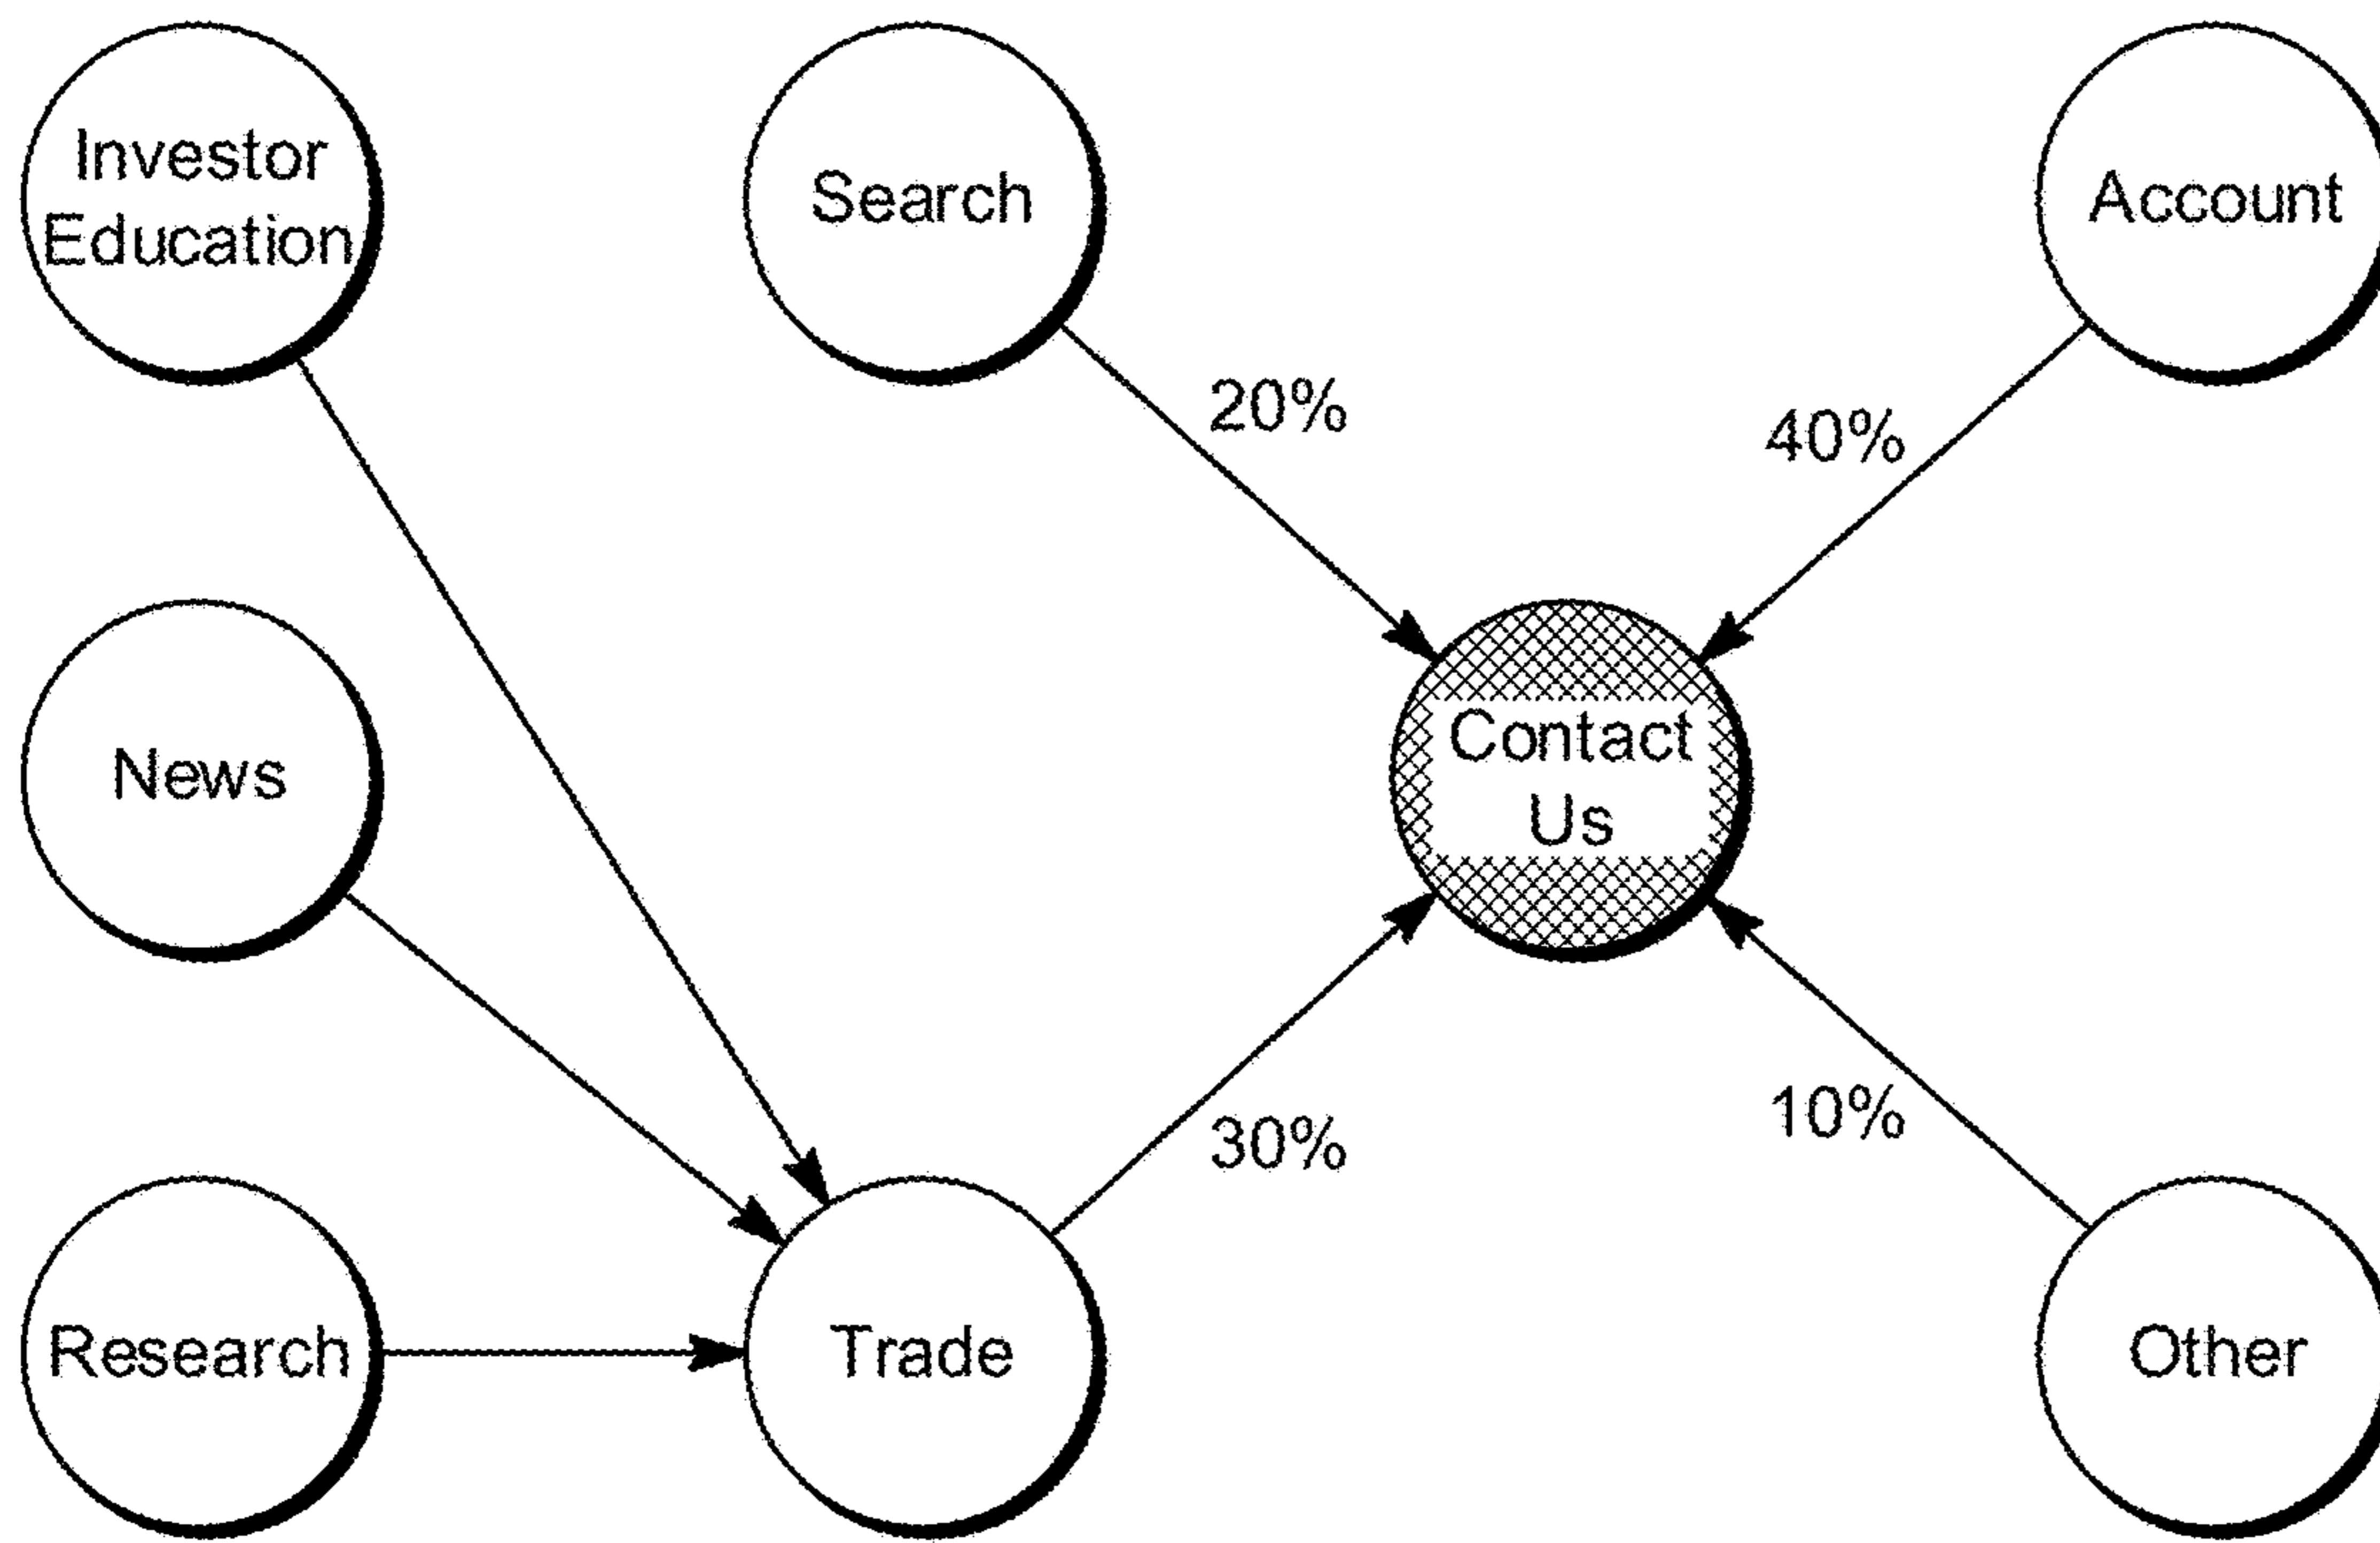 Investor
Education
Search
Account
20%
40%
News
Contact
Us
30%
10%
Research
Trade
Other